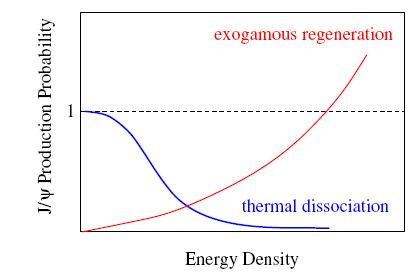 exogamous regeneration
J/ψ Production Probability
1
thermal dissociation
Energy Density